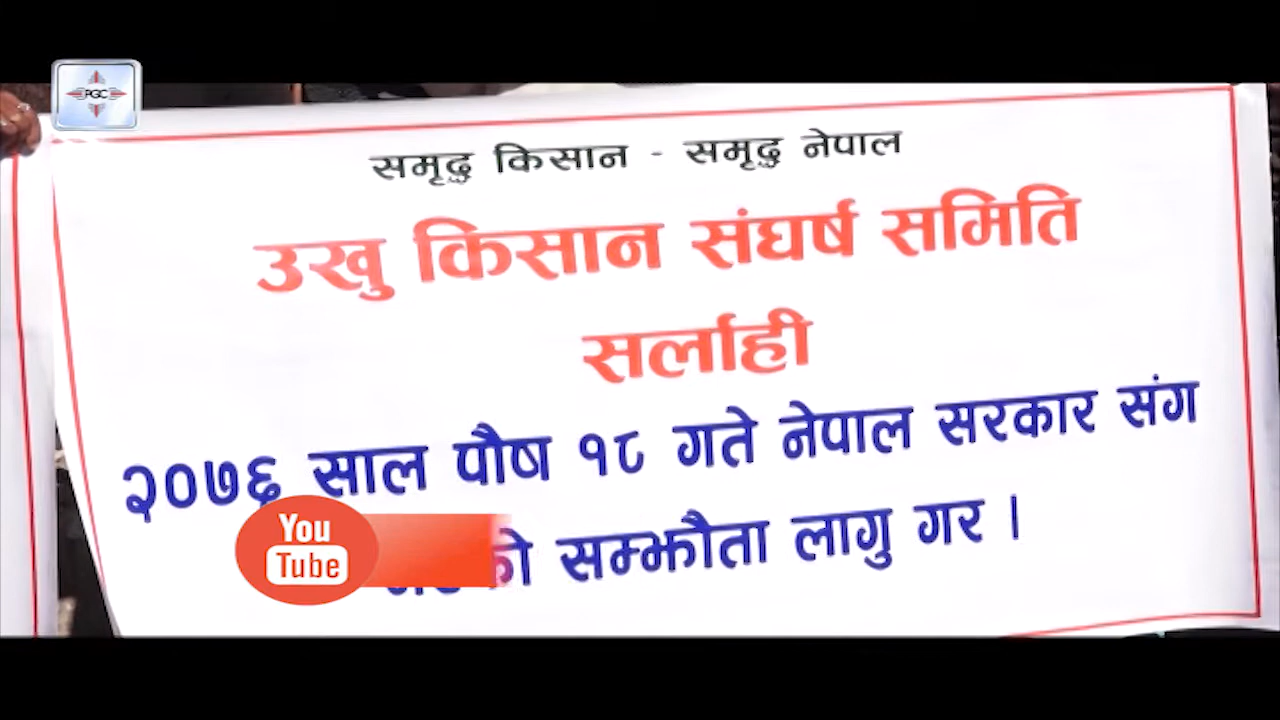 PGC
समृद्ध किसान - समृद्ध नेपाल
उखु किसान संघर्ष समिति
सर्लाही
२०७६ साल पौष १८ गते नेपाल सरकार संग
सम्झौता लागु गर ।
You
Tube